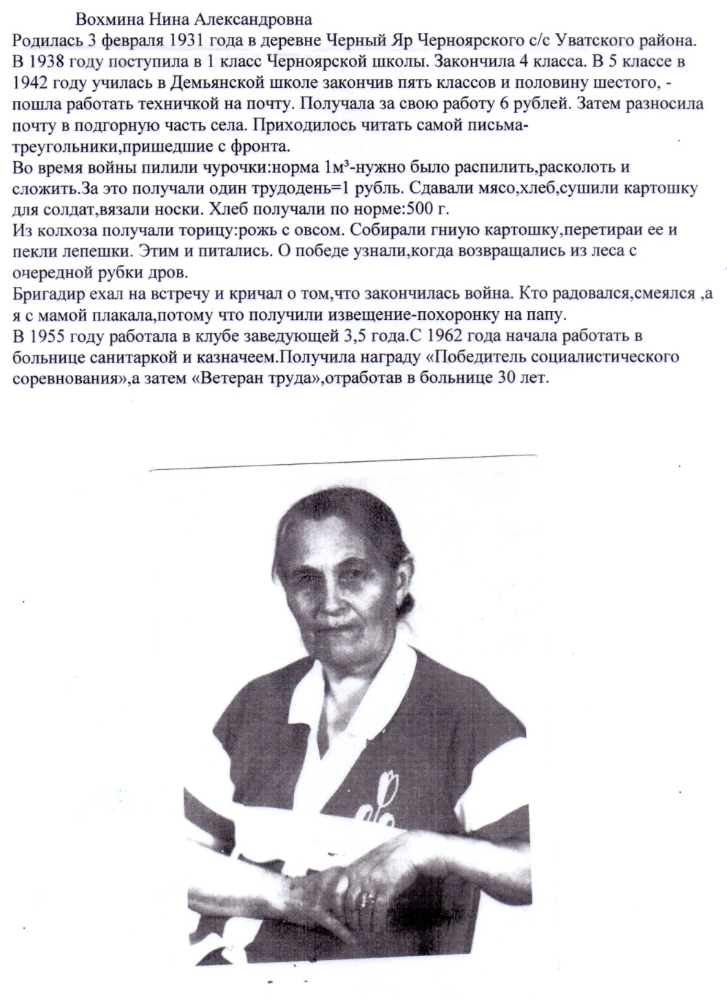 Вохмина Нина Александровна
Родилась 3 февраля 1931 года в деревне Черный Яр Черноярского с/с Уватского района.
В 1938 году поступила в 1 класс Черноярской школы. Закончила 4 класса. В 5 классе в
1942 году училась в Демьянской школе закончив пять классов и половину шестого, -
пошла работать техничкой на почту. Получала за свою работу 6 рублей. Затем разносила
почту в подгорную часть села. Приходилось читать самой письма-
треугольники,пришедшие с фронта.
Во время войны пилили чурочки:норма 1м³-нужно было распилить,расколоть и
сложить.За это получали один трудодень=1 рубль. Сдавали мясо,хлеб,сушили картошку
для солдат,вязали носки. Хлеб получали по норме:500 г.
Из колхоза получали торицу:рожь с овсом. Собирали гниую картошку,перетираи ее и
пекли лепешки. Этим и питались. О победе узнали,когда возвращались из леса с
очередной рубки дров.
Бригадир ехал на встречу и кричал о том,что закончилась война. Кто радовался,смеялся ,а
я с мамой плакала,потому что получили извещение-похоронку на папу.
В 1955 году работала в клубе заведующей 3,5 года.С 1962 года начала работать в
больнице санитаркой и казначеем.Получила награду «Победитель социалистического
соревнования»,а затем «Ветеран труда»,отработав в больнице 30 лет.